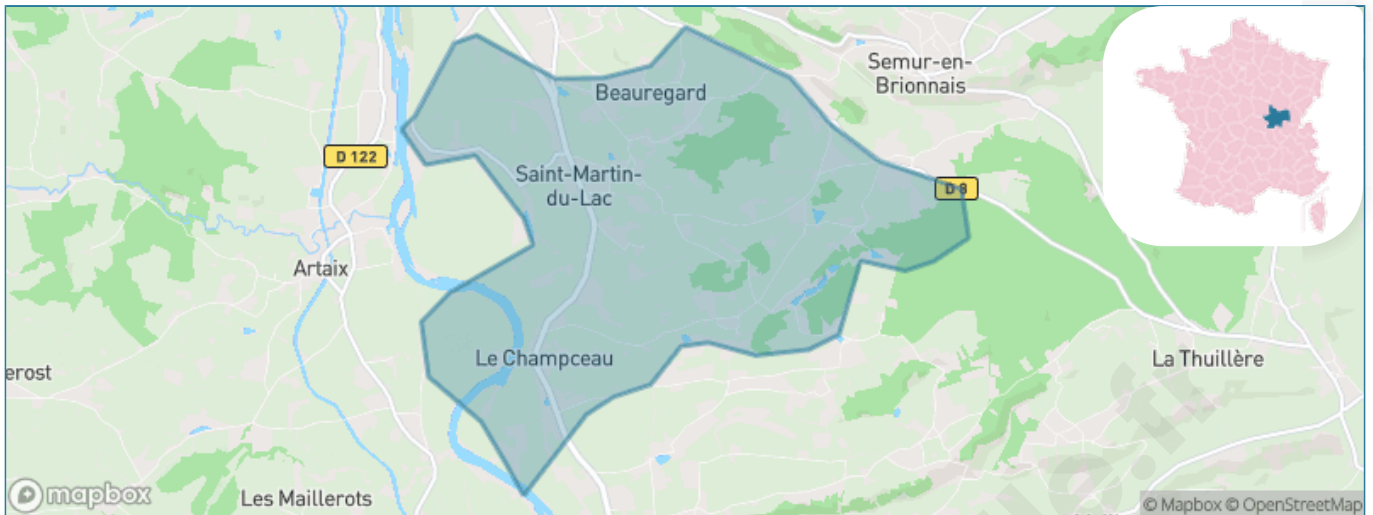 Semur-en-
Brionnais
Beauregard
D 122
Saint-Martin-
du-Lac
D 8
Artaix
Le Champceau
La Thuillère
erost
Les Maillerots
mapbox
© Mapbox © OpenStreetMap